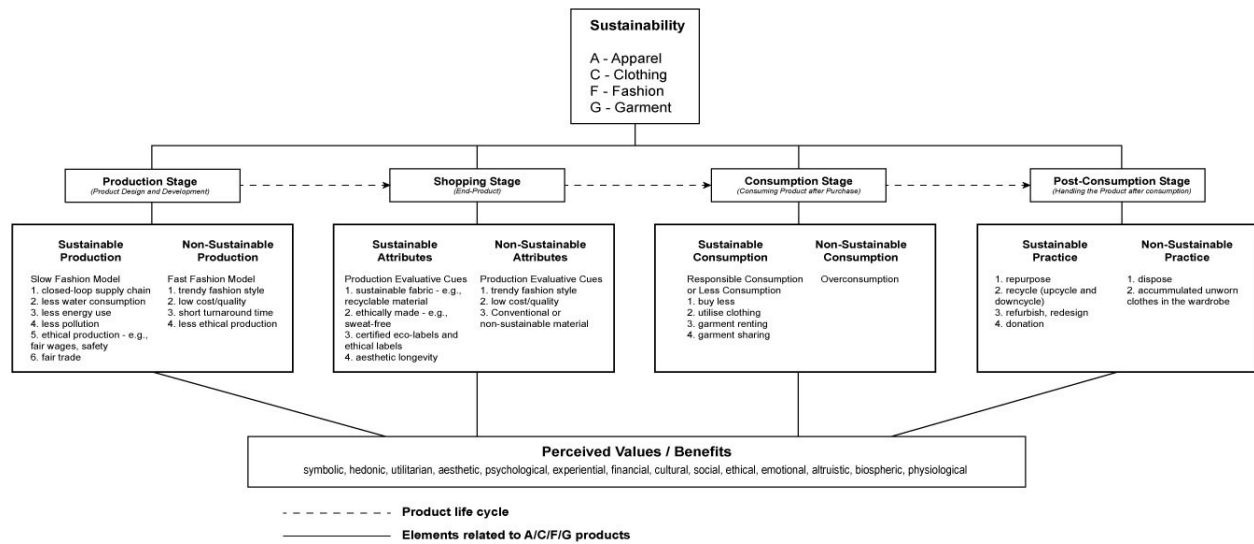 Sustainability
A - Apparel
C - Clothing
F - Fashion
G - Garment
Production Stage
(Product Design and Development)
Shopping Stage
(End-Product)
Consumption Stage
(Consuming Product after Purchase)
Post-Consumption Stage
(Handling the Product after consumption)
Sustainable
Production
Slow Fashion Model
1. closed-loop supply chain
2. less water consumption
3. less energy use
4. less pollution
5. ethical production - e.g.,
fair wages, safety
6. fair trade
Non-Sustainable
Production
Fast Fashion Model
1. trendy fashion style
2. low cost/quality
3. short turnaround time
4. less ethical production
Sustainable
Attributes
Production Evaluative Cues
1. sustainable fabric - e.g.,
recyclable material
2. ethically made - e.g.,
sweat-free
3. certified eco-labels and
ethical labels
4. aesthetic longevity
Non-Sustainable
Attributes
Production Evaluative Cues
1. trendy fashion style
2. low cost/quality
3. Conventional or
non-sustainable material
Sustainable
Consumption
Responsible Consumption
or Less Consumption
1. buy less
2. utilise clothing
3. garment renting
4. garment sharing
Non-Sustainable
Consumption
Overconsumption
Sustainable
Practice
1. repurpose
2. recycle (upcycle and
downcycle)
3. refurbish, redesign
4. donation
Non-Sustainable
Practice
1. dispose
2. accummulated unworn
clothes in the wardrobe
Perceived Values / Benefits
symbolic, hedonic, utilitarian, aesthetic, psychological, experiential, financial, cultural, social, ethical, emotional, altruistic, biospheric, physiological
Product life cycle
Elements related to A/C/F/G products